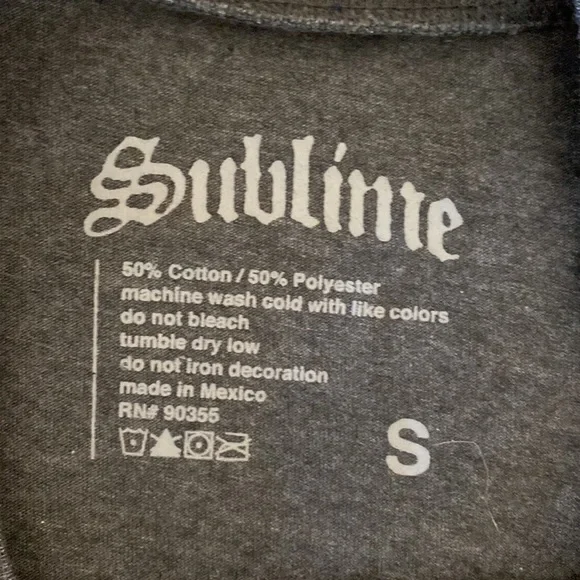 Sublime
50% Cotton / 50% Polyester
machine wash cold with like colors
do not bleach
tumble dry low
do not iron decoration
made in Mexico
RN# 90355
S